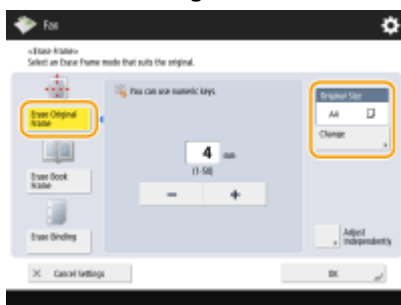 Fax
<Erase Frame>
Select an Erase Frame mode that suits the original.
Erase Original
Frame
Erase Book
Frame
Erase Binding
You can use numeric keys.
4 mm
(1-50)
− +
Original Size
A4
Change
Adjust
Independently
Cancel Settings
OK